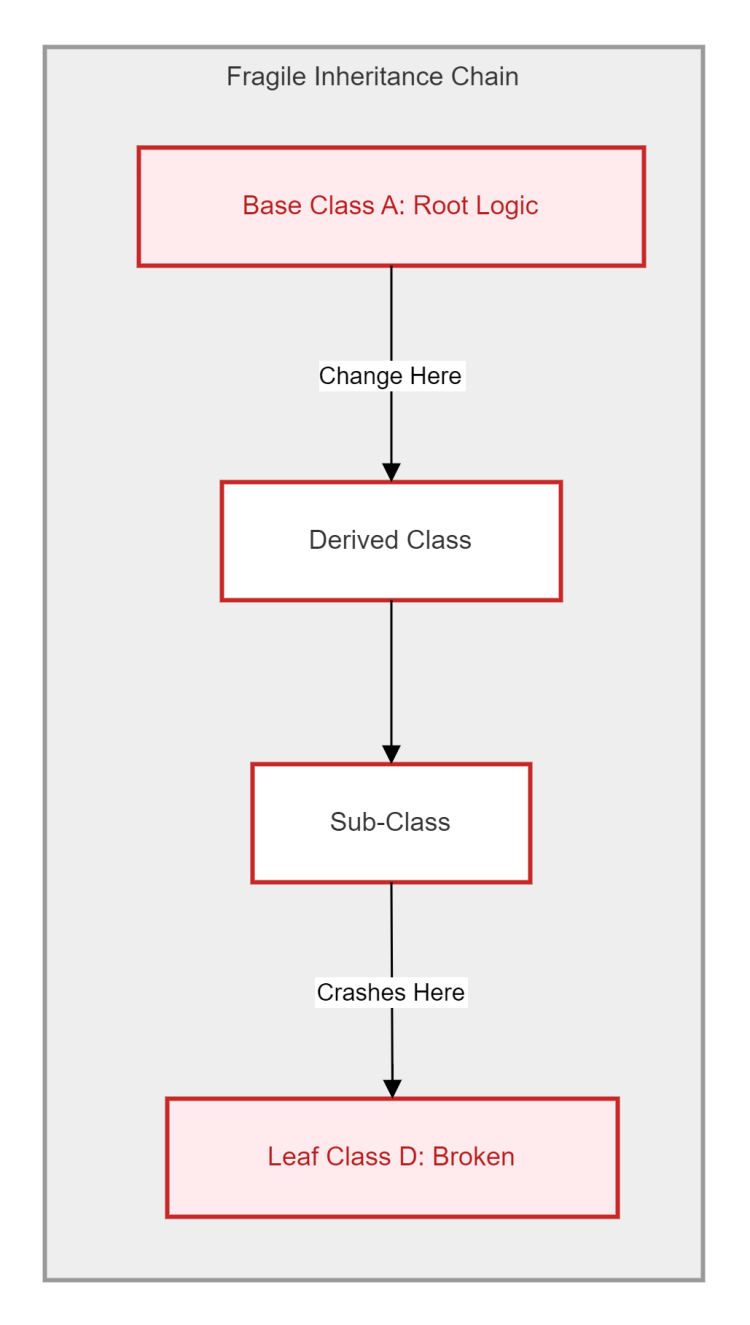 Fragile Inheritance Chain
Base Class A: Root Logic
Change Here
Derived Class
Sub-Class
Crashes Here
Leaf Class D: Broken